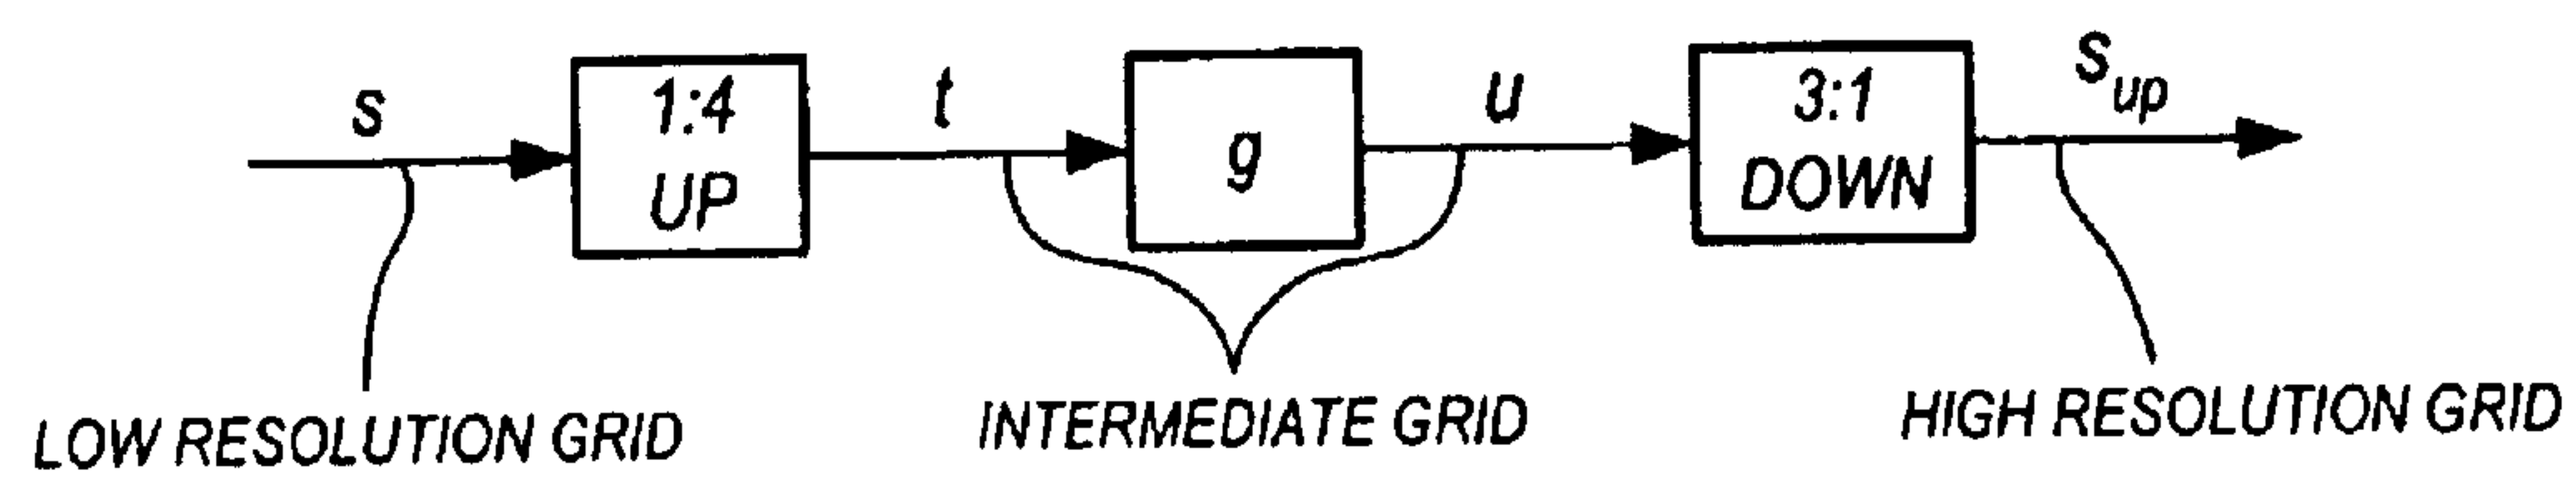 s
1:4
UP
t
g
u
3:1
DOWN
s_up
LOW RESOLUTION GRID
INTERMEDIATE GRID
HIGH RESOLUTION GRID